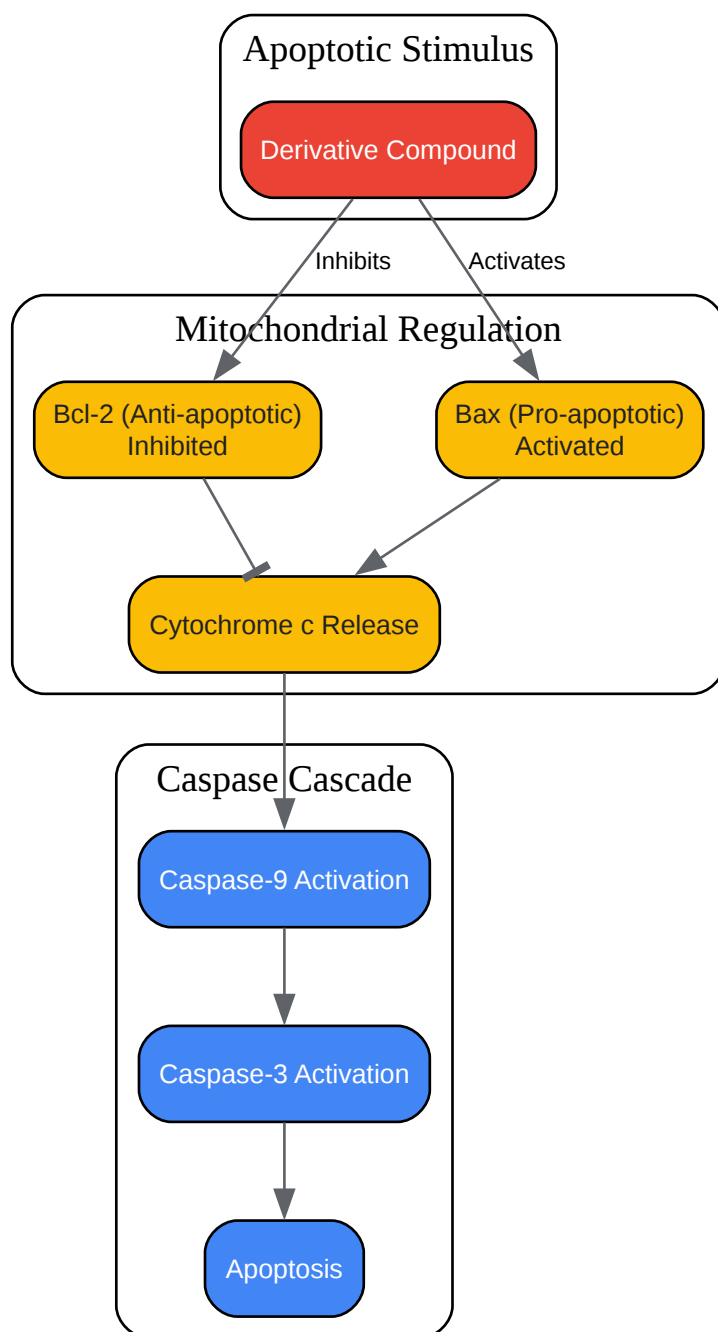 Apoptotic Stimulus
Derivative Compound
Inhibits
Activates
Mitochondrial Regulation
Bcl-2 (Anti-apoptotic)
Inhibited
Bax (Pro-apoptotic)
Activated
Cytochrome c Release
Caspase Cascade
Caspase-9 Activation
Caspase-3 Activation
Apoptosis